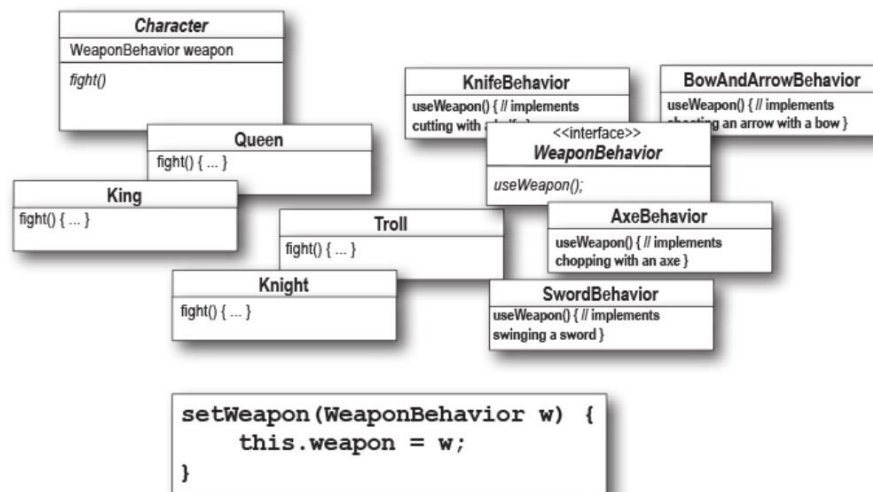 Character
WeaponBehavior weapon
fight()
Queen
fight() { ... }
King
fight() { ... }
Troll
fight() { ... }
Knight
fight() { ... }
KnifeBehavior
useWeapon() { // implements
cutting with a
BowAndArrowBehavior
useWeapon() { // implements
shooting an arrow with a bow }
<<interface>>
WeaponBehavior
useWeapon();
AxeBehavior
useWeapon() { // implements
chopping with an axe }
SwordBehavior
useWeapon() { // implements
swinging a sword }
setWeapon(WeaponBehavior w) {
this.weapon = w;
}